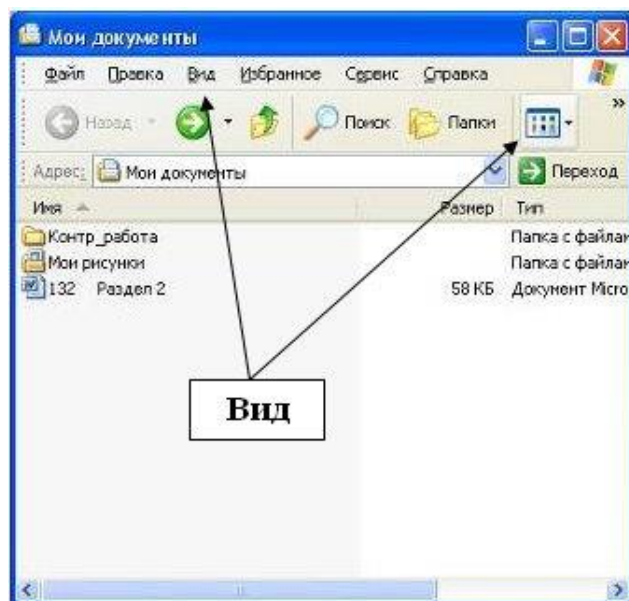 Мои документы
Файл Правка Вид Избранное Сервис Справка
Назад Поиск Папки »
Адрес: Мои документы Переход
Имя Размер Тип
Контр_работа Папка с файлам
Мои рисунки Папка с файлам
132 Раздел 2 58 КБ Документ Micro
Вид